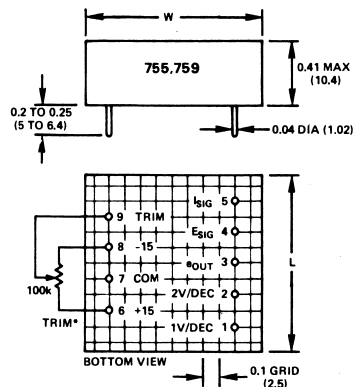 W
755,759
0.41 MAX
(10.4)
0.2 TO 0.25
(5 TO 6.4)
0.04 DIA (1.02)
9 TRIM
ISIG 5
8 -15
ESIG 4
eOUT 3
L
7 COM
100k
2V/DEC 2
6 +15
TRIM*
1V/DEC 1
BOTTOM VIEW
0.1 GRID
(2.5)